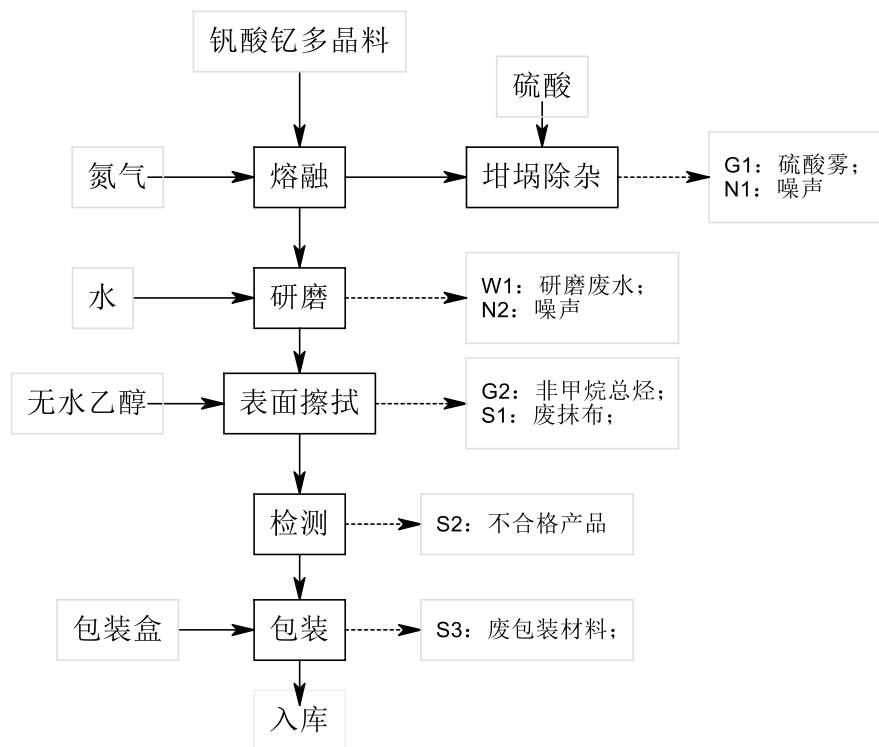 钒酸钇多晶料
硫酸
氮气
熔融
坩埚除杂
G1：硫酸雾；
N1：噪声
水
研磨
W1：研磨废水；
N2：噪声
无水乙醇
表面擦拭
G2：非甲烷总烃；
S1：废抹布；
检测
S2：不合格产品
包装盒
包装
S3：废包装材料；
入库